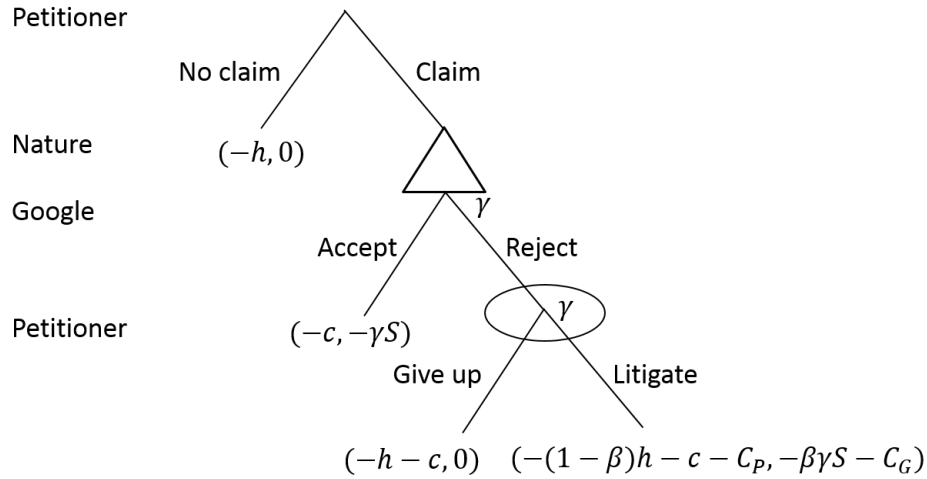 Petitioner
No claim Claim
Nature (−h, 0)
Google γ
Accept Reject
γ
Petitioner (−c, −γS)
Give up Litigate
(−h − c, 0) (−(1 − β)h − c − C_P, −βγS − C_G)